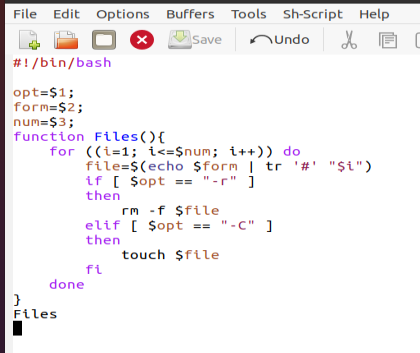 File Edit Options Buffers Tools Sh-Script Help
Save Undo
#!/bin/bash

opt=$1;
form=$2;
num=$3;
function Files(){
    for ((i=1; i<=$num; i++)) do
        file=$(echo $form | tr '#' "$i")
        if [ $opt == "-r" ]
        then
            rm -f $file
        elif [ $opt == "-C" ]
        then
            touch $file
        fi
    done
}
Files